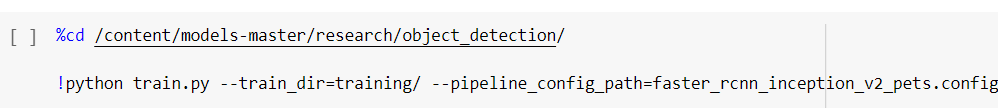 [ ] %cd /content/models-master/research/object_detection/
!python train.py --train_dir=training/ --pipeline_config_path=faster_rcnn_inception_v2_pets.config